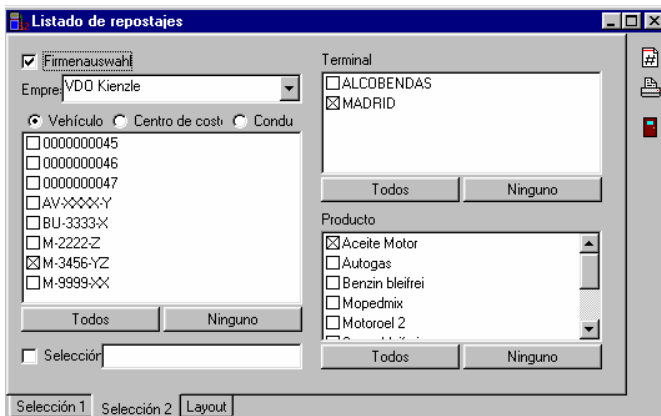 Listado de repostajes
Firmenauswahl
Empre: VDO Kienzle
Vehículo Centro de costo Condu
0000000045
0000000046
0000000047
AV-XXXX-Y
BU-3333-X
M-2222-Z
M-3456-YZ
M-9999-XX
Todos Ninguno
Selección
Terminal
ALCOBENDAS
MADRID
Todos Ninguno
Producto
Aceite Motor
Autogas
Benzin bleifrei
Mopedmix
Motoroel 2
Todos Ninguno
Selección 1 Selección 2 Layout